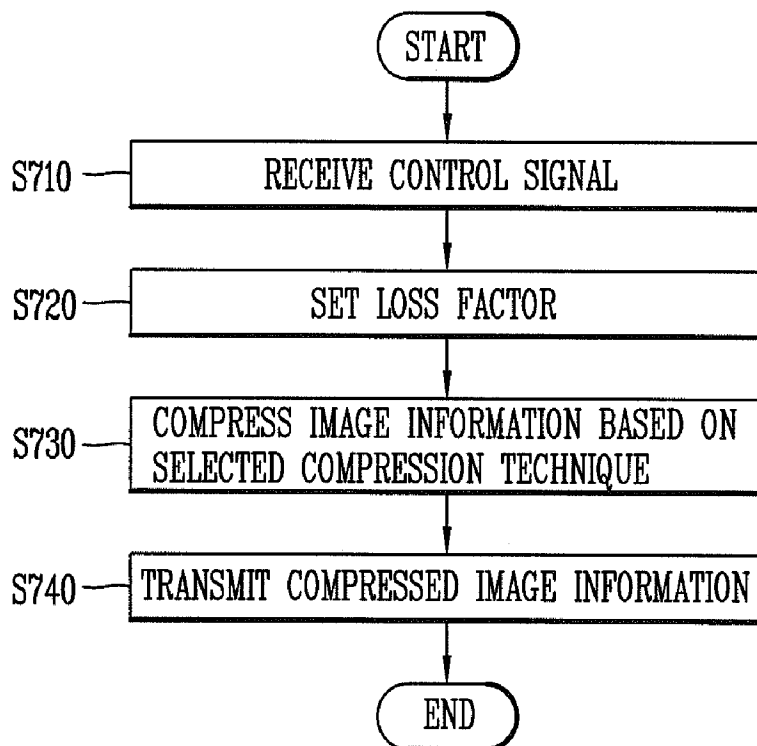 START
S710
RECEIVE CONTROL SIGNAL
S720
SET LOSS FACTOR
S730
COMPRESS IMAGE INFORMATION BASED ON
SELECTED COMPRESSION TECHNIQUE
S740
TRANSMIT COMPRESSED IMAGE INFORMATION
END